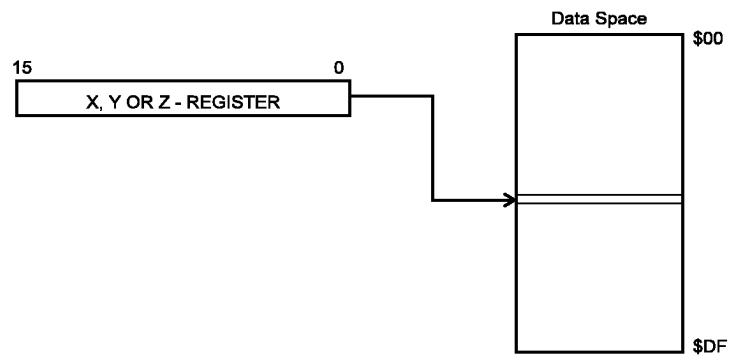 Data Space
$00
15 0
X, Y OR Z - REGISTER
$DF